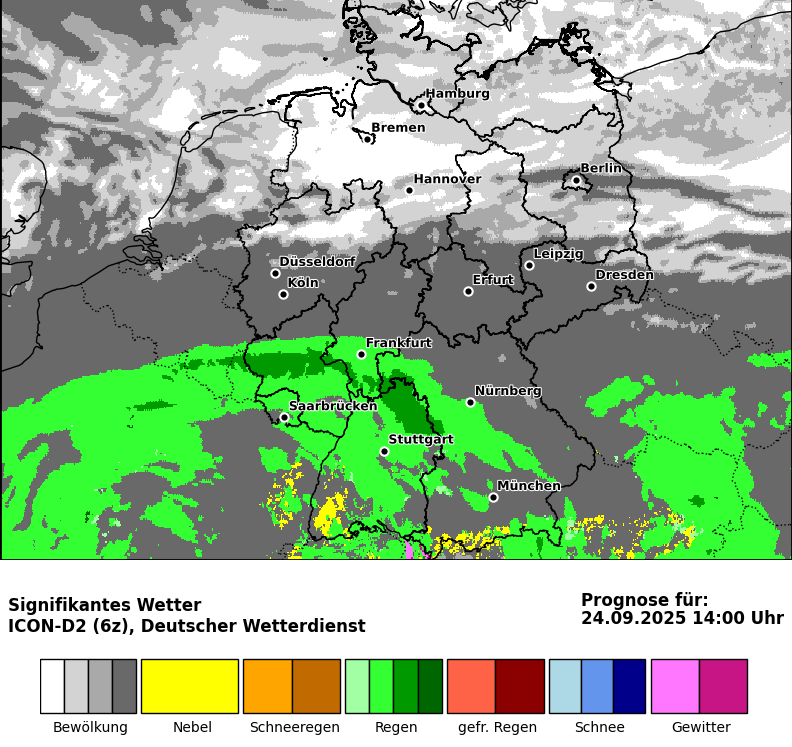 Hamburg
Bremen
Berlin
Hannover
Leipzig
Düsseldorf
Dresden
Köln
Erfurt
Frankfurt
Nürnberg
Saarbrücken
Stuttgart
München
Signifikantes Wetter
ICON-D2 (6z), Deutscher Wetterdienst
Prognose für:
24.09.2025 14:00 Uhr
Bewölkung
Nebel
Schneeregen
Regen
gefr. Regen
Schnee
Gewitter